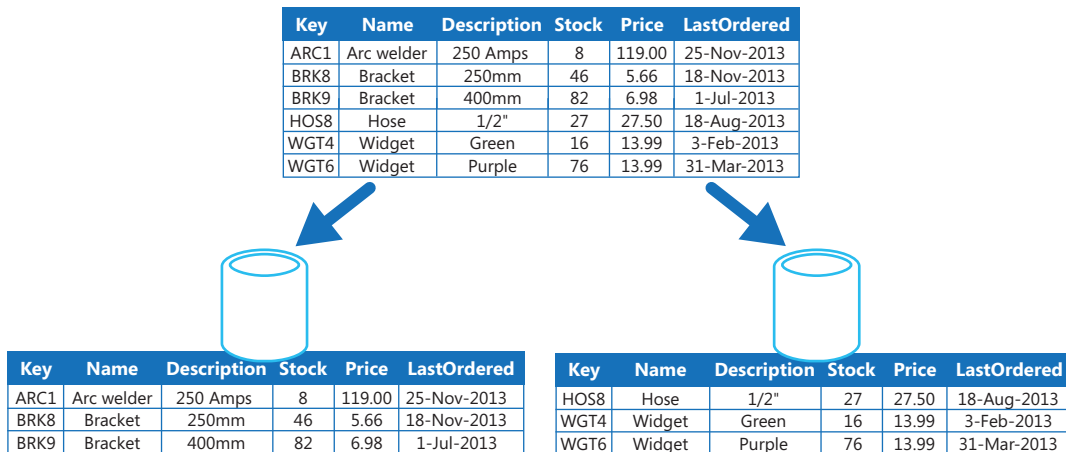 Key Name Description Stock Price LastOrdered
ARC1 Arc welder 250 Amps 8 119.00 25-Nov-2013
BRK8 Bracket 250mm 46 5.66 18-Nov-2013
BRK9 Bracket 400mm 82 6.98 1-Jul-2013
HOS8 Hose 1/2" 27 27.50 18-Aug-2013
WGT4 Widget Green 16 13.99 3-Feb-2013
WGT6 Widget Purple 76 13.99 31-Mar-2013
Key Name Description Stock Price LastOrdered
ARC1 Arc welder 250 Amps 8 119.00 25-Nov-2013
BRK8 Bracket 250mm 46 5.66 18-Nov-2013
BRK9 Bracket 400mm 82 6.98 1-Jul-2013
Key Name Description Stock Price LastOrdered
HOS8 Hose 1/2" 27 27.50 18-Aug-2013
WGT4 Widget Green 16 13.99 3-Feb-2013
WGT6 Widget Purple 76 13.99 31-Mar-2013